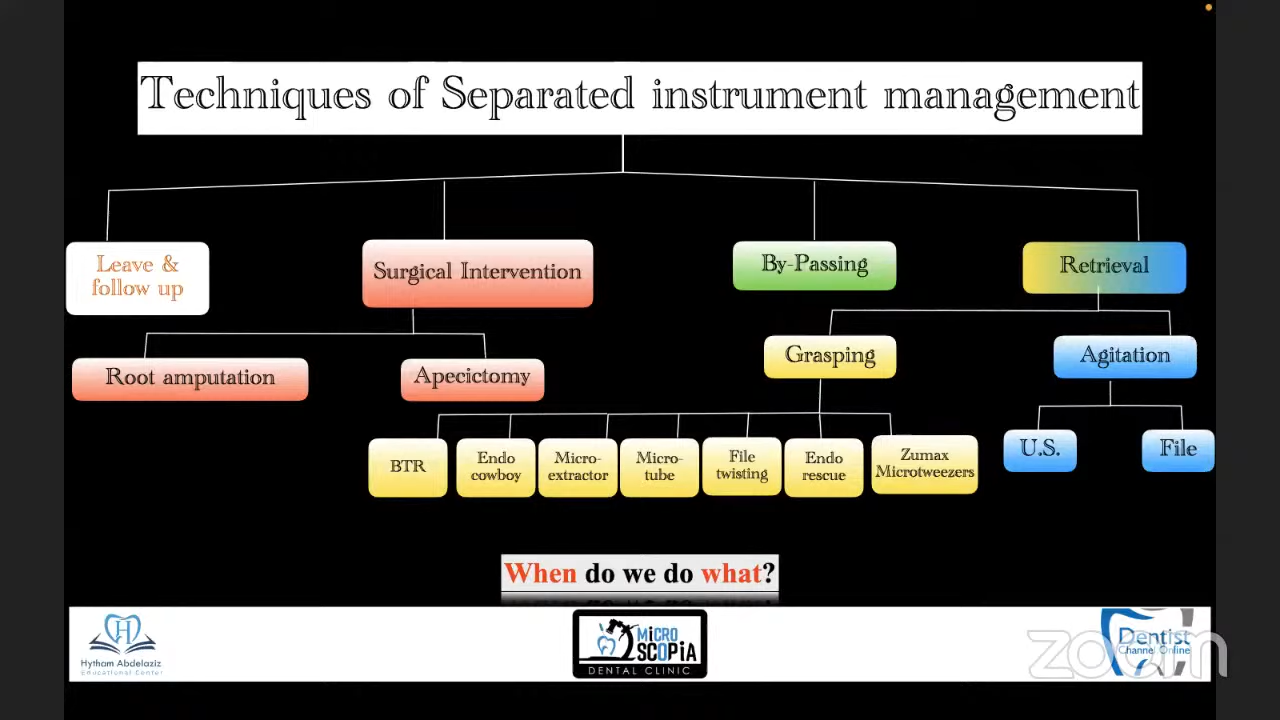 Techniques of Separated instrument management
Leave &
follow up
Surgical Intervention
By-Passing
Retrieval
Root amputation
Apecictomy
Grasping
Agitation
BTR
Endo
cowboy
Micro-
extractor
Micro-
tube
File
twisting
Endo
rescue
Zumax
Microtweezers
U.S.
File
When do we do what?
Hytham Abdelaziz
Educational Center
MiCRO
SCOPiA
DENTAL CLINIC
Dentist
Channel Online
zoom